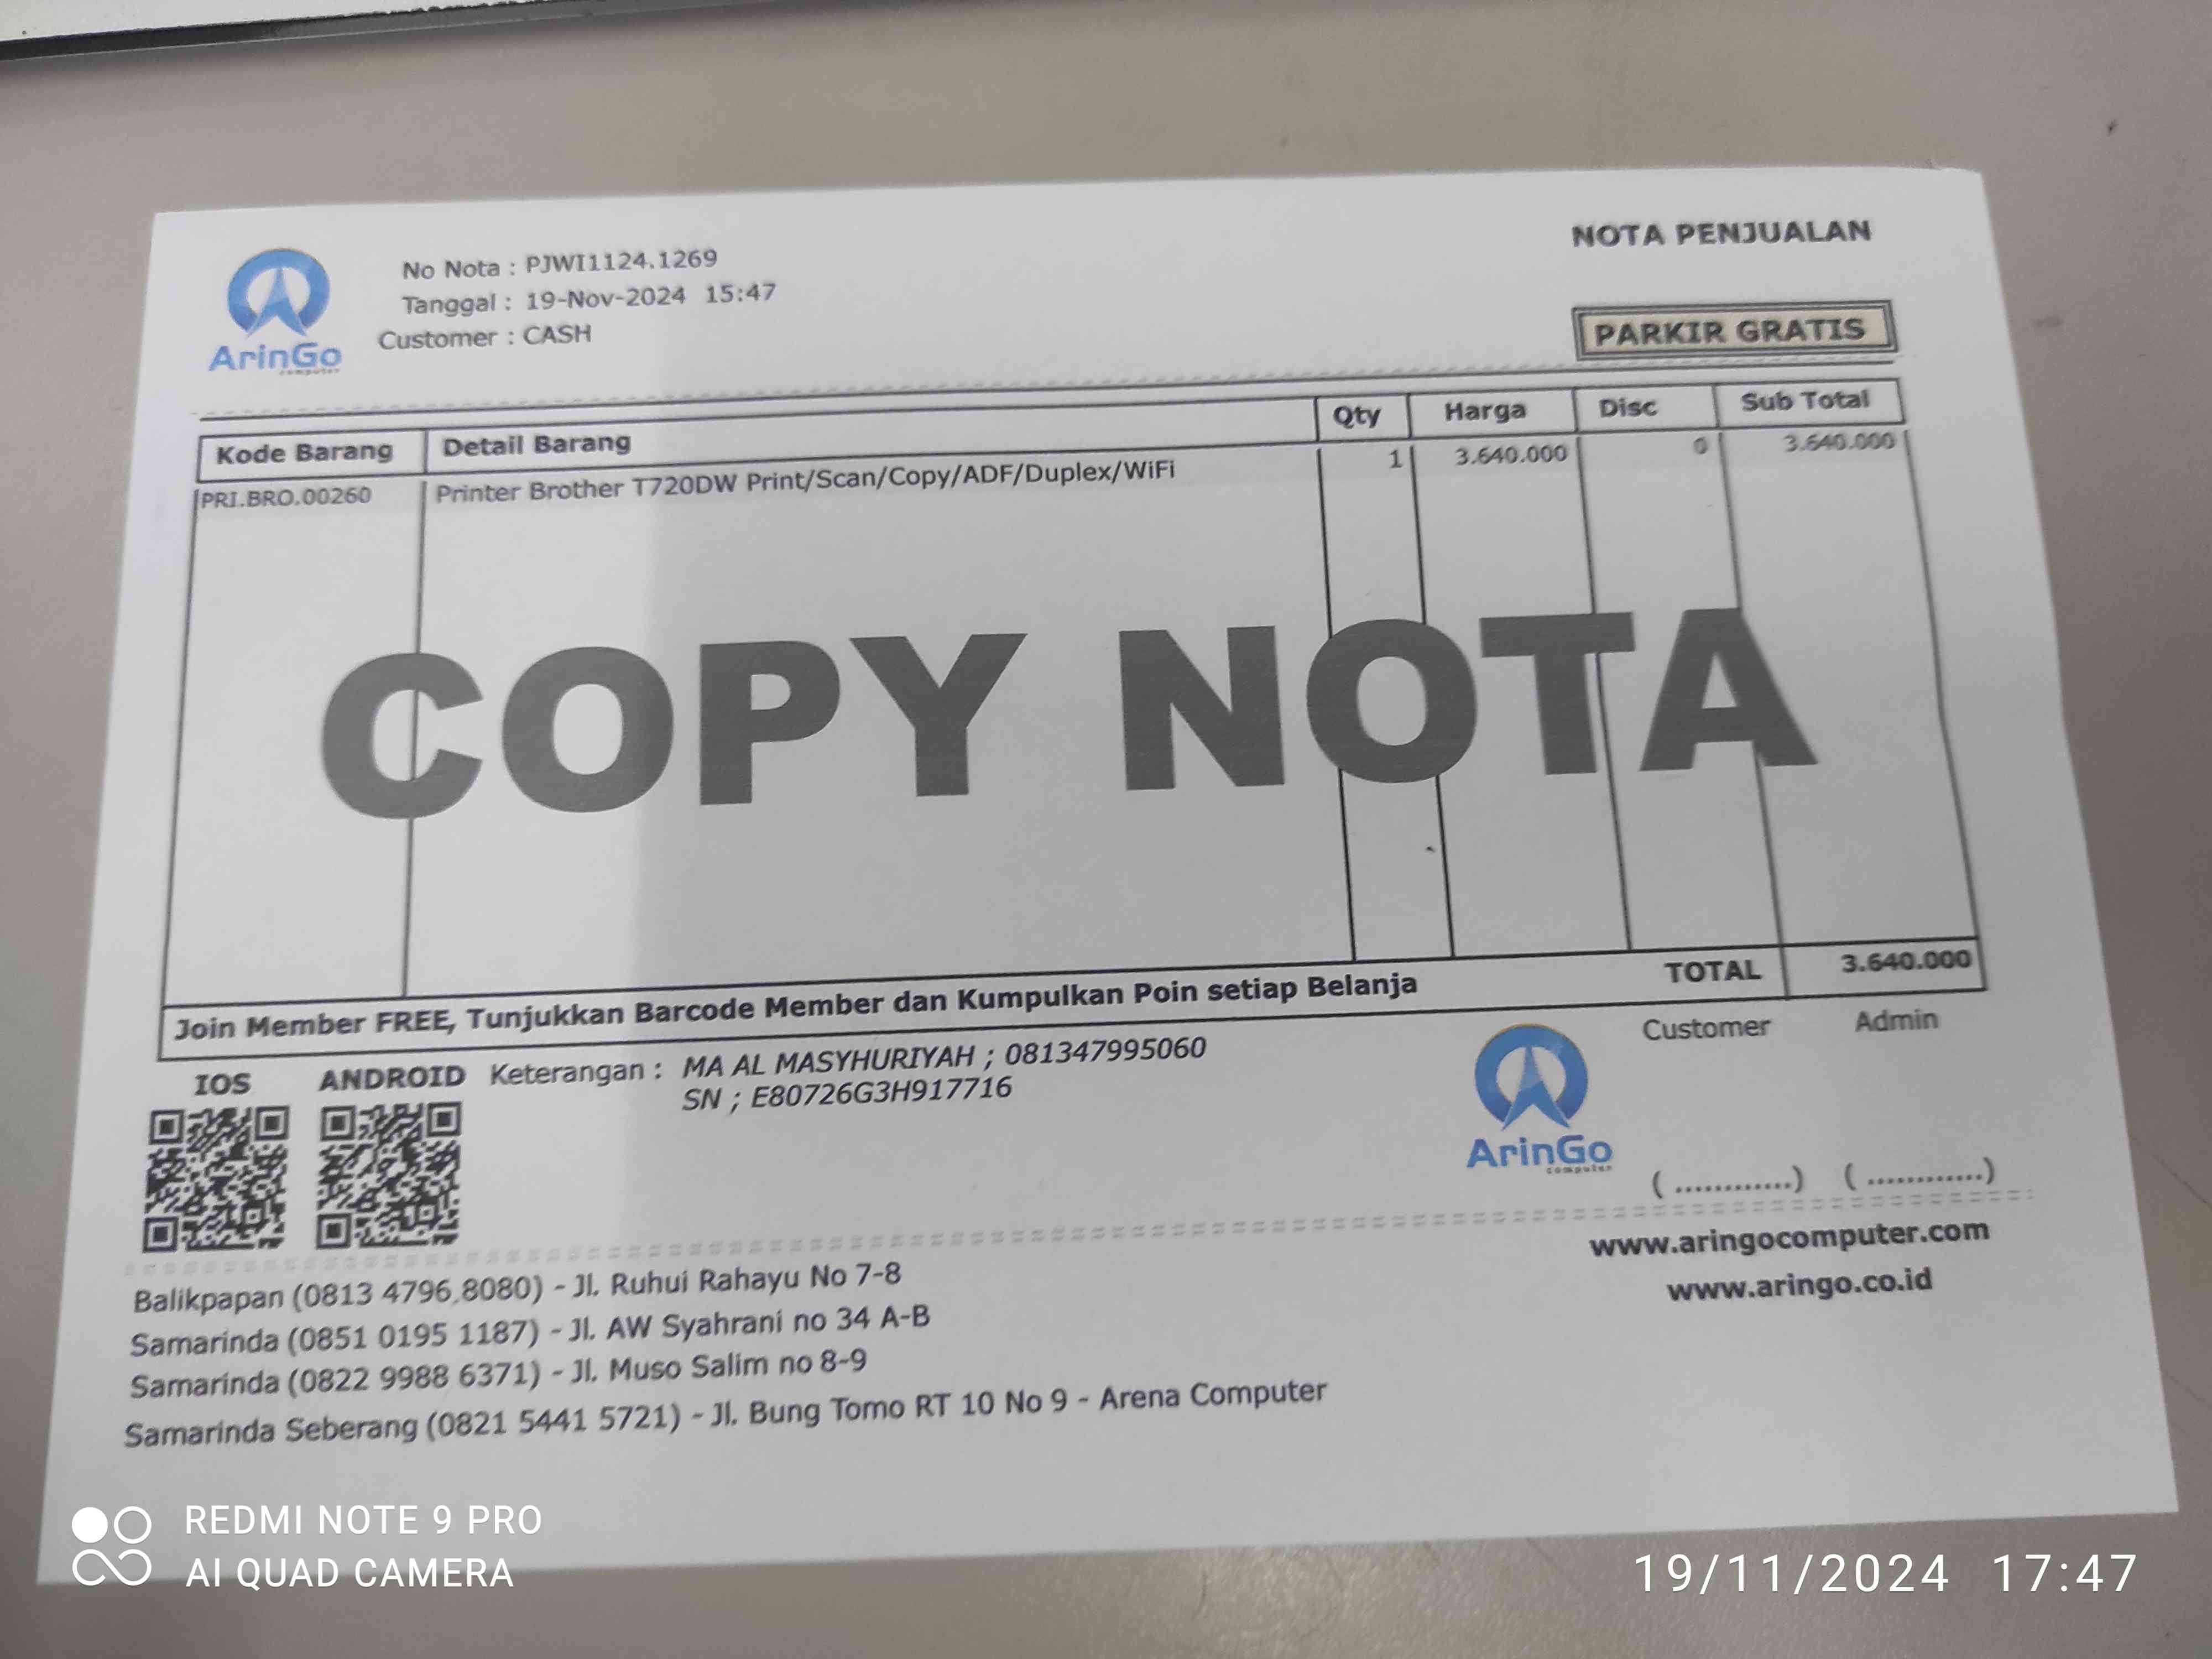 NOTA PENJUALAN
No Nota : PJWI1124.1269
Tanggal : 19-Nov-2024 15:47
Customer : CASH
PARKIR GRATIS
ArinGo
computer
Kode Barang Detail Barang Qty Harga Disc Sub Total
PRI.BRO.00260 Printer Brother T720DW Print/Scan/Copy/ADF/Duplex/WiFi 1 3.640.000 0 3.640.000
COPY NOTA
TOTAL 3.640.000
Join Member FREE, Tunjukkan Barcode Member dan Kumpulkan Poin setiap Belanja
Customer Admin
IOS ANDROID Keterangan : MA AL MASYHURIYAH ; 081347995060
SN ; E80726G3H917716
ArinGo
computer
( ............) ( ............)
www.aringocomputer.com
www.aringo.co.id
Balikpapan (0813 4796 8080) - Jl. Ruhui Rahayu No 7-8
Samarinda (0851 0195 1187) - Jl. AW Syahrani no 34 A-B
Samarinda (0822 9988 6371) - Jl. Muso Salim no 8-9
Samarinda Seberang (0821 5441 5721) - Jl. Bung Tomo RT 10 No 9 - Arena Computer
REDMI NOTE 9 PRO
AI QUAD CAMERA
19/11/2024 17:47